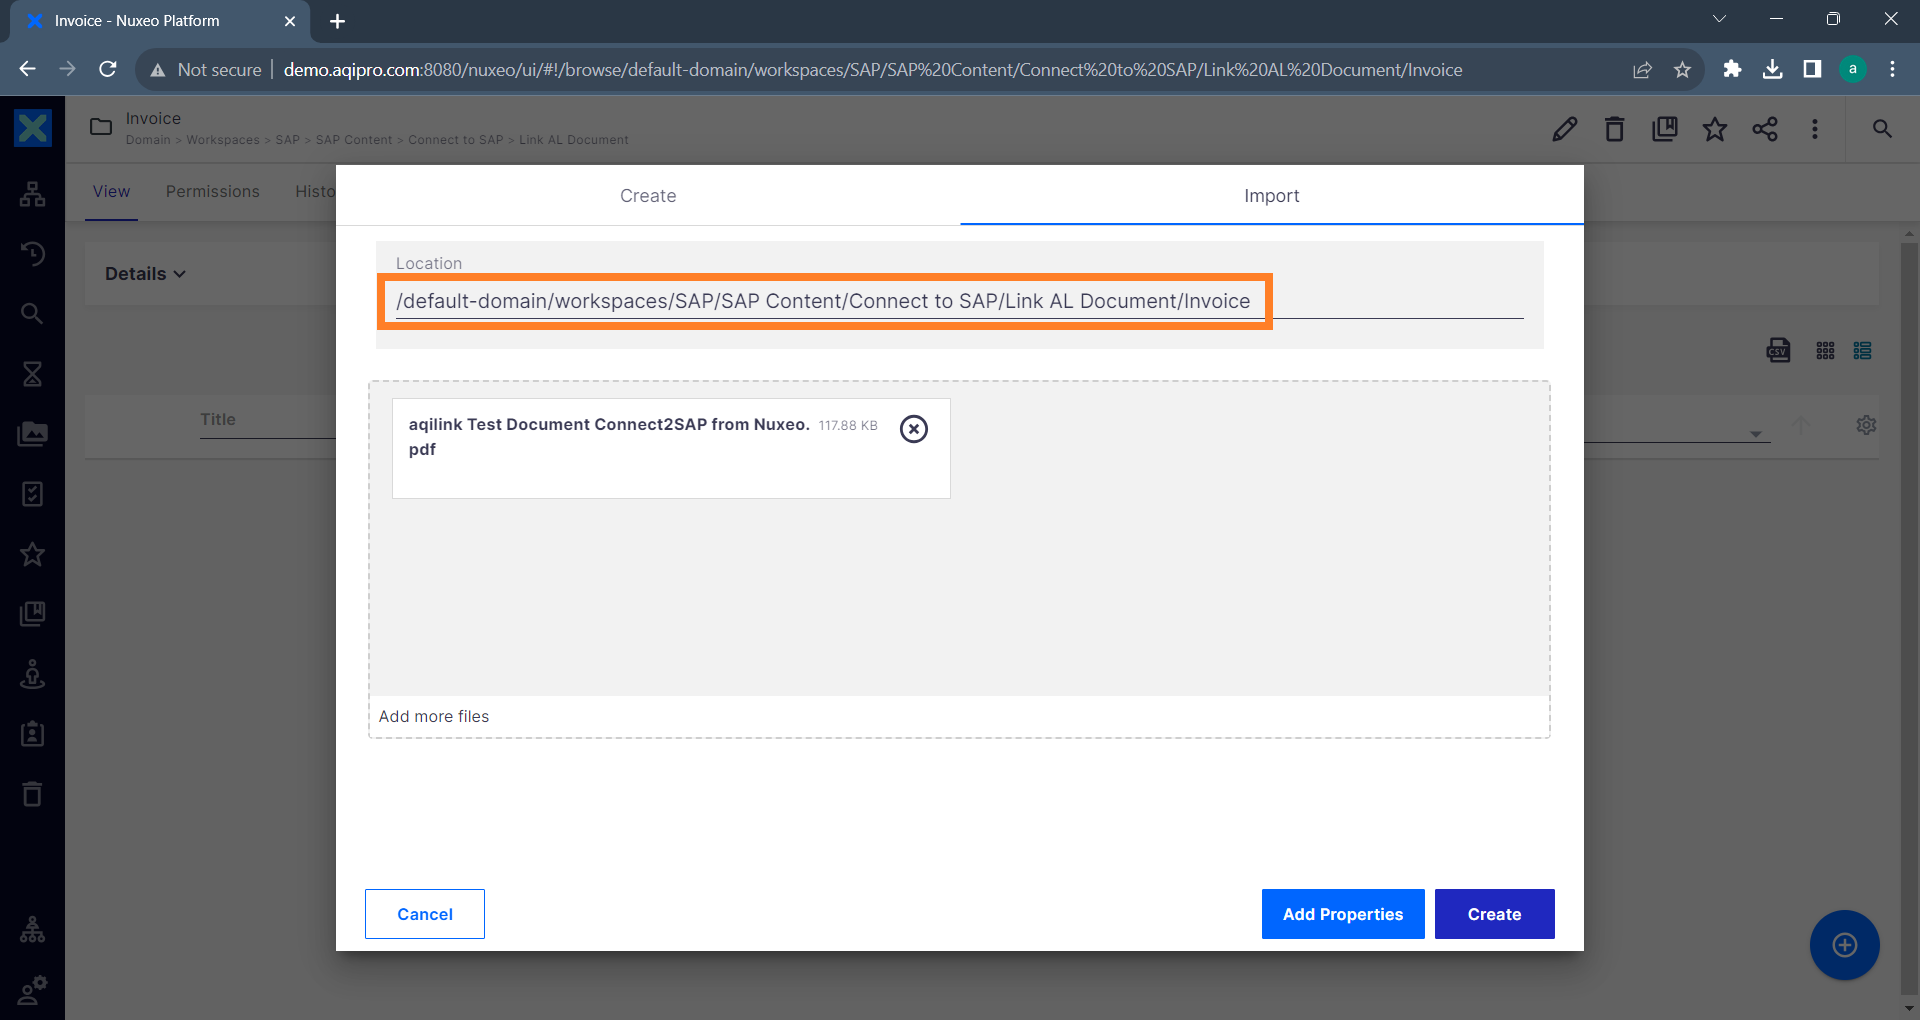 Invoice - Nuxeo Platform
Not secure | demo.aqipro.com:8080/nuxeo/ui/#!/browse/default-domain/workspaces/SAP/SAP%20Content/Connect%20to%20SAP/Link%20AL%20Document/Invoice
a
Invoice
Domain > Workspaces > SAP > SAP Content > Connect to SAP > Link AL Document
View Permissions Histo
Create Import
Details
Location
/default-domain/workspaces/SAP/SAP Content/Connect to SAP/Link AL Document/Invoice
CSV
Title
aqilink Test Document Connect2SAP from Nuxeo. 117.88 KB
pdf
Add more files
Cancel Add Properties Create